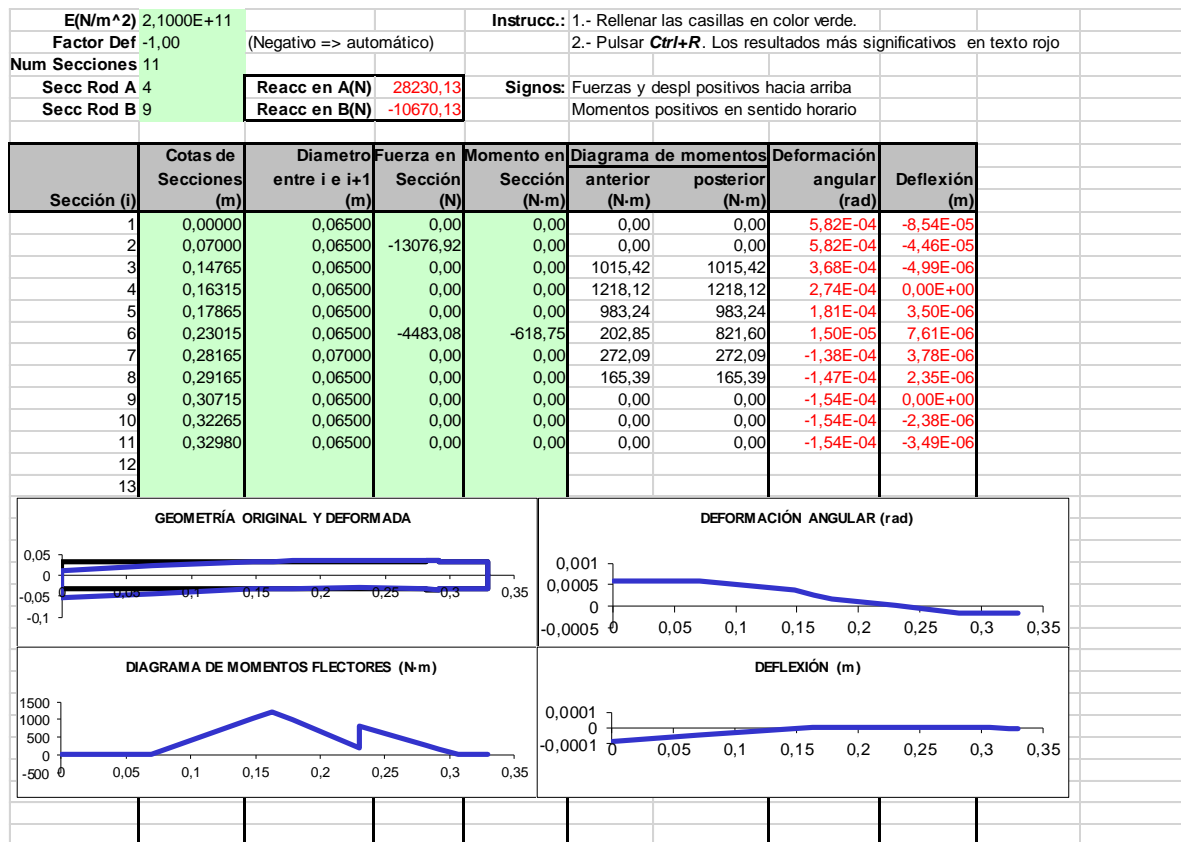 E(N/m^2) 2,1000E+11 Instrucc.: 1.- Rellenar las casillas en color verde.
Factor Def -1,00 (Negativo => automático) 2.- Pulsar Ctrl+R. Los resultados más significativos en texto rojo
Num Secciones 11
Secc Rod A 4 Reacc en A(N) 28230,13 Signos: Fuerzas y despl positivos hacia arriba
Secc Rod B 9 Reacc en B(N) -10670,13 Momentos positivos en sentido horario
Cotas de Diametro Fuerza en Momento en Diagrama de momentos Deformación
Secciones entre i e i+1 Sección Sección anterior posterior angular Deflexión
Sección (i) (m) (m) (N) (N·m) (N·m) (N·m) (rad) (m)
1 0,00000 0,06500 0,00 0,00 0,00 0,00 5,82E-04 -8,54E-05
2 0,07000 0,06500 -13076,92 0,00 0,00 0,00 5,82E-04 -4,46E-05
3 0,14765 0,06500 0,00 0,00 1015,42 1015,42 3,68E-04 -4,99E-06
4 0,16315 0,06500 0,00 0,00 1218,12 1218,12 2,74E-04 0,00E+00
5 0,17865 0,06500 0,00 0,00 983,24 983,24 1,81E-04 3,50E-06
6 0,23015 0,06500 -4483,08 -618,75 202,85 821,60 1,50E-05 7,61E-06
7 0,28165 0,07000 0,00 0,00 272,09 272,09 -1,38E-04 3,78E-06
8 0,29165 0,06500 0,00 0,00 165,39 165,39 -1,47E-04 2,35E-06
9 0,30715 0,06500 0,00 0,00 0,00 0,00 -1,54E-04 0,00E+00
10 0,32265 0,06500 0,00 0,00 0,00 0,00 -1,54E-04 -2,38E-06
11 0,32980 0,06500 0,00 0,00 0,00 0,00 -1,54E-04 -3,49E-06
12
13
GEOMETRÍA ORIGINAL Y DEFORMADA
0,05
0
-0,05
-0,1
0,05 0,1 0,15 0,2 0,25 0,3 0,35
DEFORMACIÓN ANGULAR (rad)
0,001
0,0005
0
-0,0005
0 0,05 0,1 0,15 0,2 0,25 0,3 0,35
DIAGRAMA DE MOMENTOS FLECTORES (N·m)
1500
1000
500
0
-500
0 0,05 0,1 0,15 0,2 0,25 0,3 0,35
DEFLEXIÓN (m)
0,0001
0
-0,0001
0 0,05 0,1 0,15 0,2 0,25 0,3 0,35